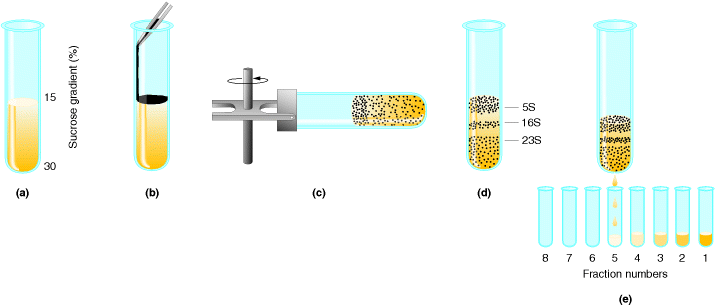 Sucrose gradient (%)
15
30
5S
16S
23S
(a)
(b)
(c)
(d)
8 7 6 5 4 3 2 1
Fraction numbers
(e)